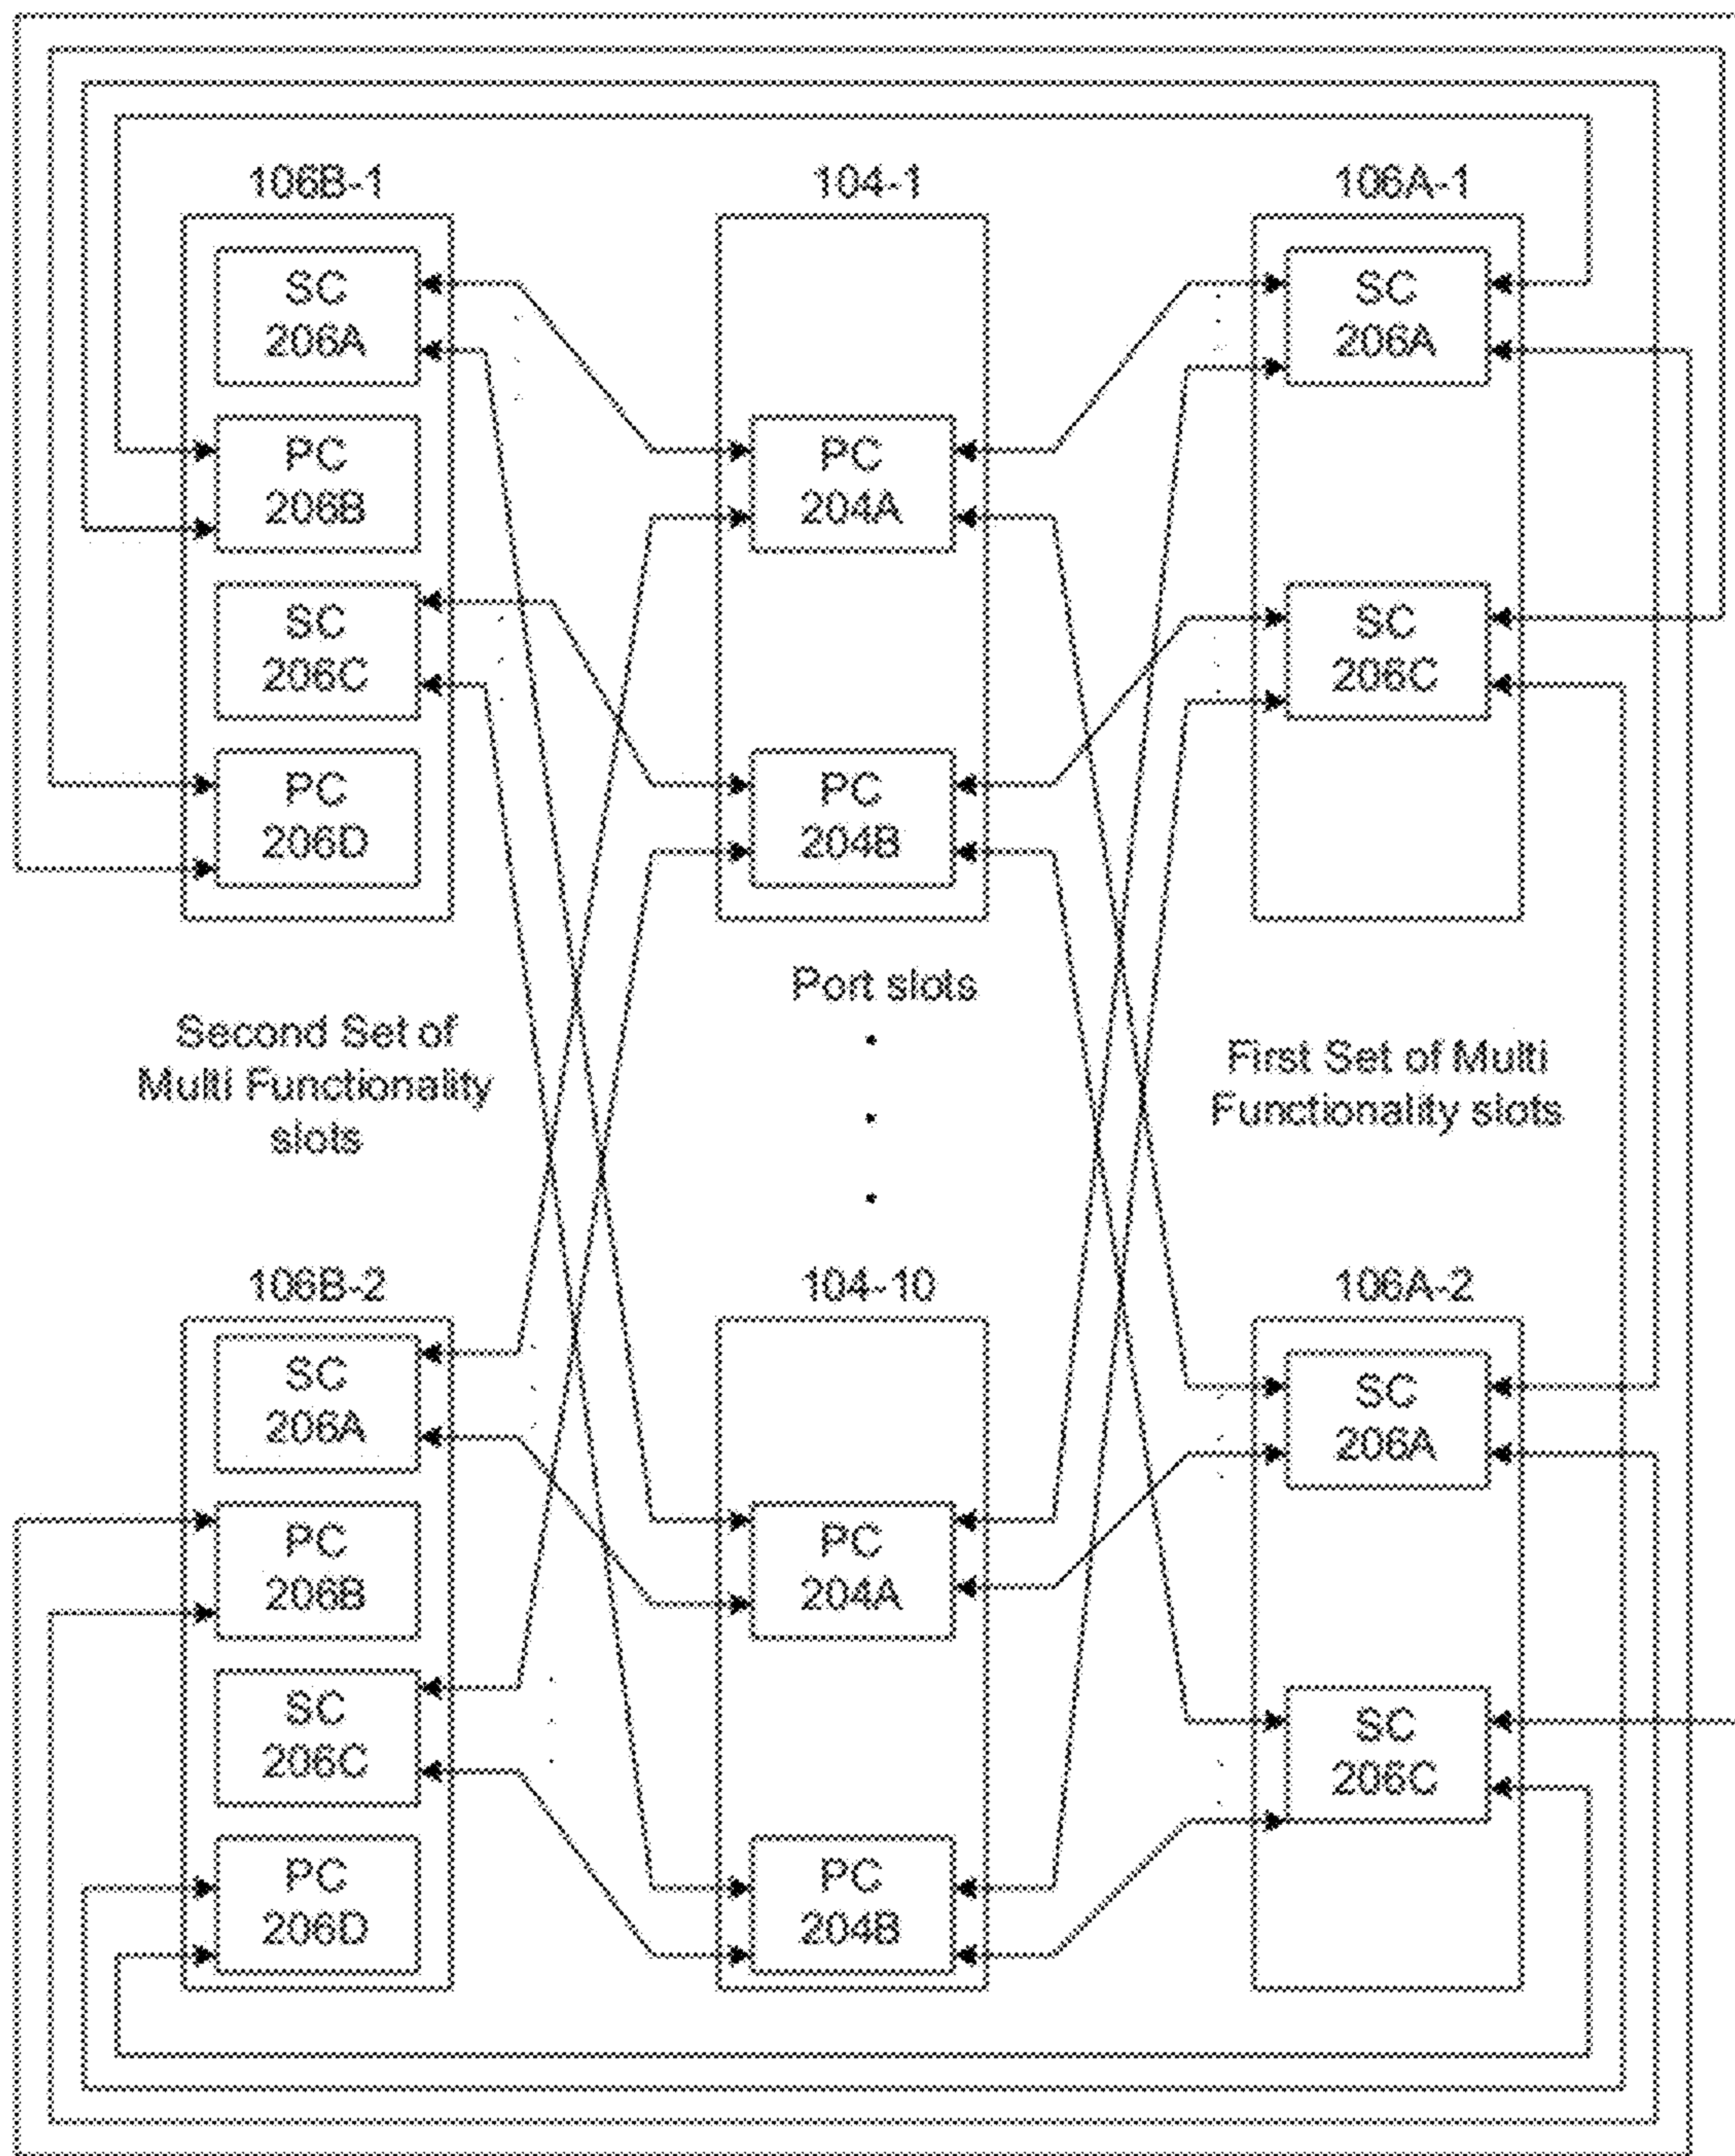 106B-1
104-1
106A-1
SC
206A
PC
206B
SC
206C
PC
206D
PC
204A
PC
204B
SC
206A
SC
206C
Second Set of
Multi Functionality
slots
Port slots
First Set of Multi
Functionality slots
106B-2
104-10
106A-2
SC
206A
PC
206B
SC
206C
PC
206D
PC
204A
PC
204B
SC
206A
SC
206C